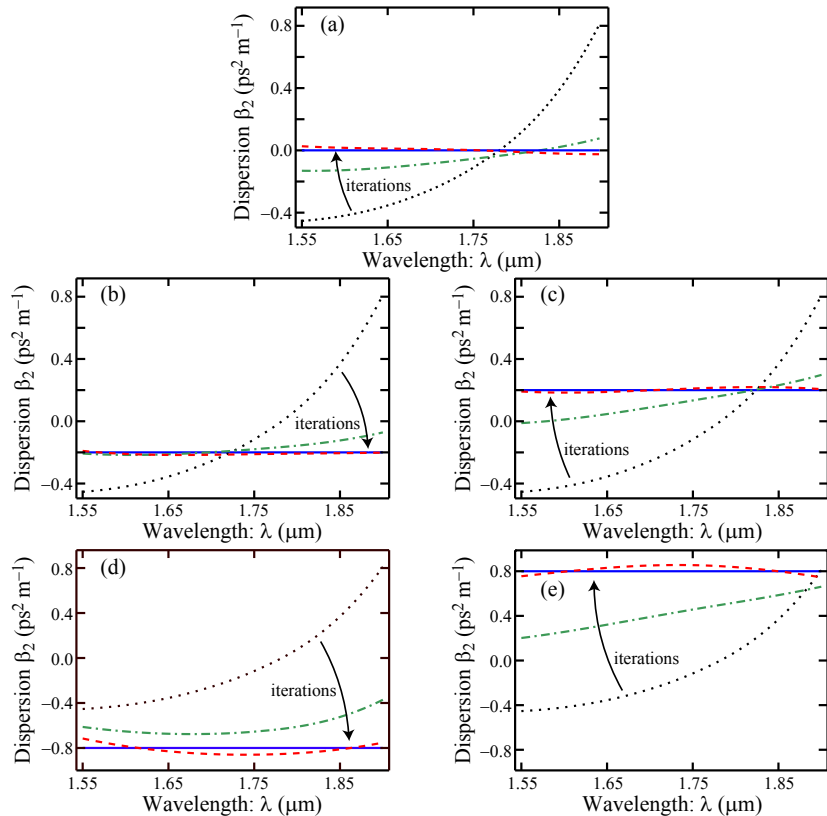 (a)
Dispersion β₂ (ps² m⁻¹)
0.8
0.4
0.0
−0.4
iterations
1.55
1.65
1.75
1.85
Wavelength: λ (μm)
(b)
Dispersion β₂ (ps² m⁻¹)
0.8
0.4
0.0
−0.4
iterations
1.55
1.65
1.75
1.85
Wavelength: λ (μm)
(c)
Dispersion β₂ (ps² m⁻¹)
0.8
0.4
0.0
−0.4
iterations
1.55
1.65
1.75
1.85
Wavelength: λ (μm)
(d)
Dispersion β₂ (ps² m⁻¹)
0.8
0.4
0.0
−0.4
−0.8
iterations
1.55
1.65
1.75
1.85
Wavelength: λ (μm)
(e)
Dispersion β₂ (ps² m⁻¹)
0.8
0.4
0.0
−0.4
−0.8
iterations
1.55
1.65
1.75
1.85
Wavelength: λ (μm)